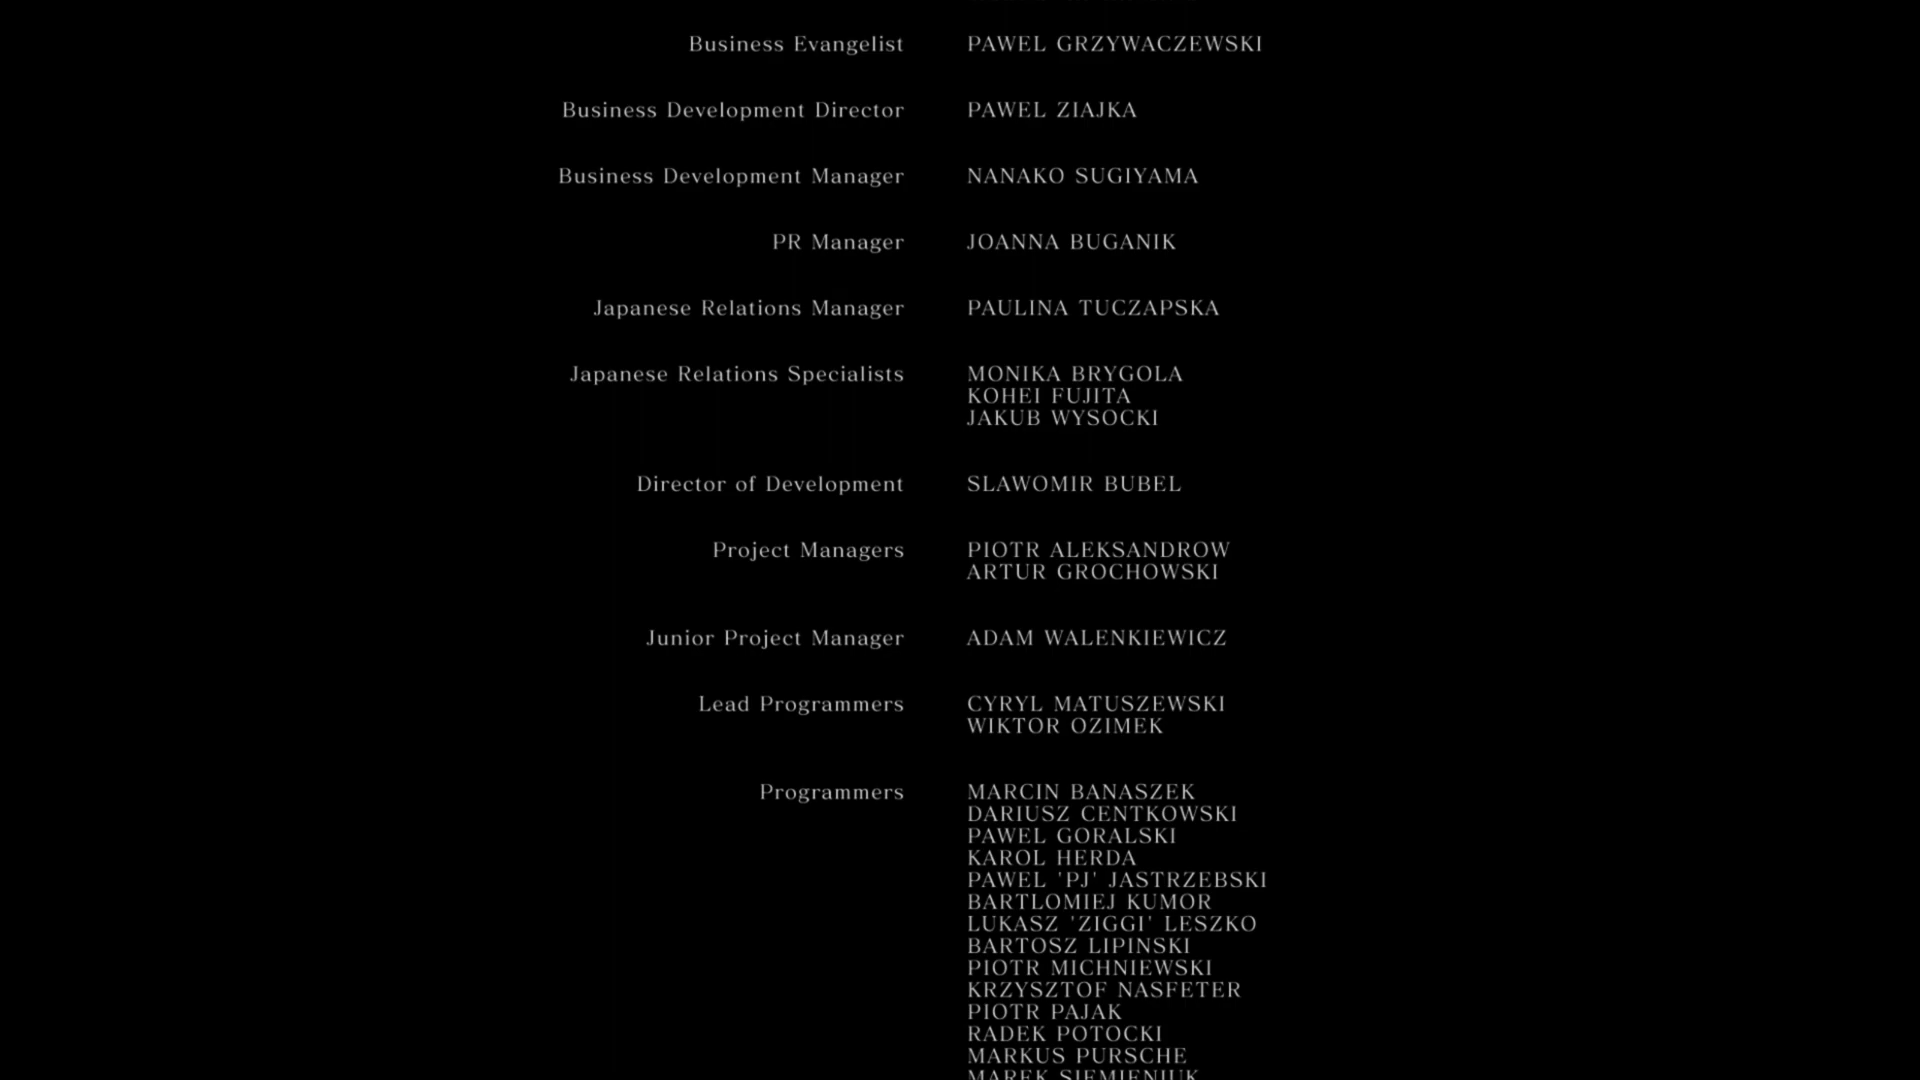 Business Evangelist PAWEL GRZYWACZEWSKI
Business Development Director PAWEL ZIAJKA
Business Development Manager NANAKO SUGIYAMA
PR Manager JOANNA BUGANIK
Japanese Relations Manager PAULINA TUCZAPSKA
Japanese Relations Specialists MONIKA BRYGOLA
KOHEI FUJITA
JAKUB WYSOCKI
Director of Development SLAWOMIR BUBEL
Project Managers PIOTR ALEKSANDROW
ARTUR GROCHOWSKI
Junior Project Manager ADAM WALENKIEWICZ
Lead Programmers CYRYL MATUSZEWSKI
WIKTOR OZIMEK
Programmers MARCIN BANASZEK
DARIUSZ CENTKOWSKI
PAWEL GORALSKI
KAROL HERDA
PAWEL 'PJ' JASTRZEBSKI
BARTLOMIEJ KUMOR
LUKASZ 'ZIGGI' LESZKO
BARTOSZ LIPINSKI
PIOTR MICHNIEWSKI
KRZYSZTOF NASFETER
PIOTR PAJAK
RADEK POTOCKI
MARKUS PURSCHE
MAREK SIEMIENIUK